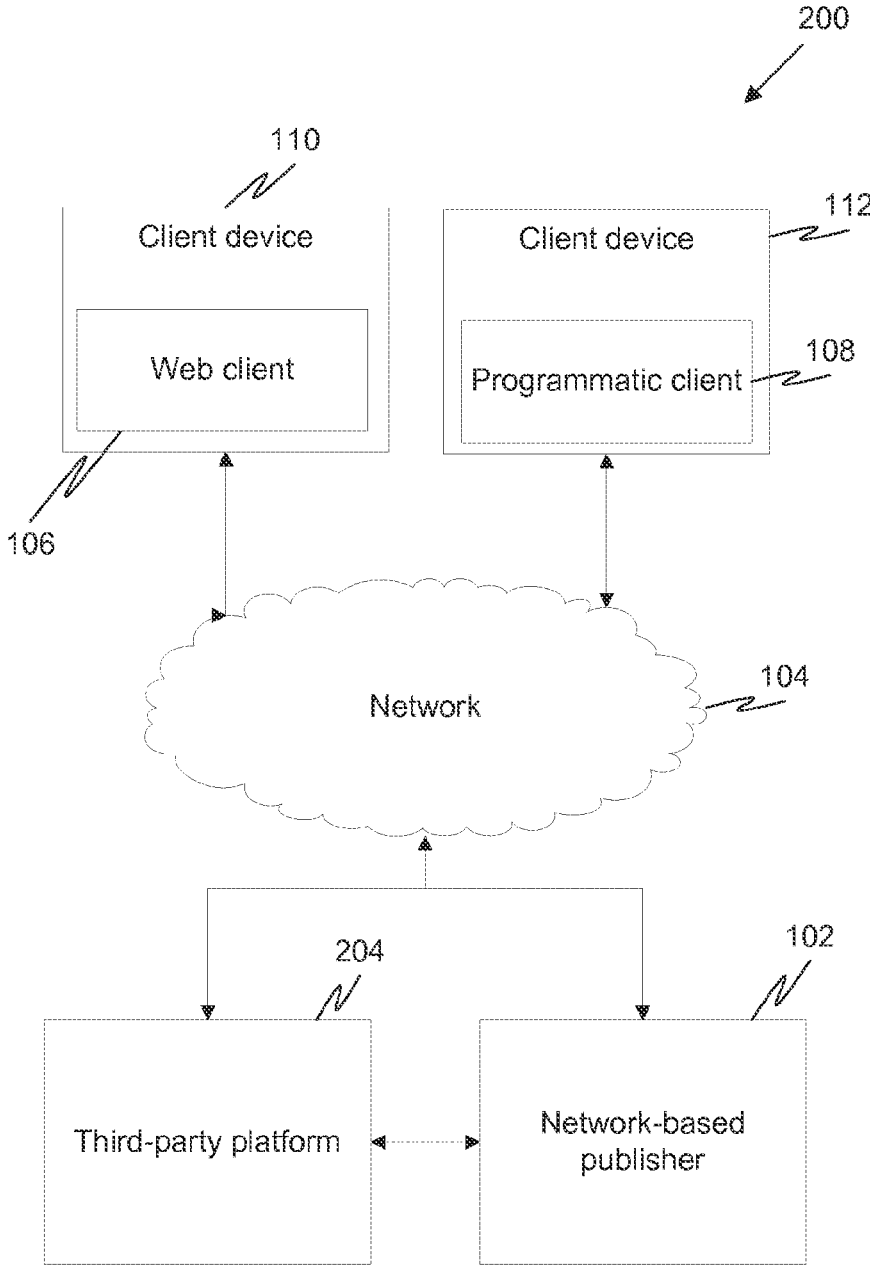 200
110
112
Client device
Client device
Web client
Programmatic client
108
106
Network
104
204
102
Third-party platform
Network-based
publisher